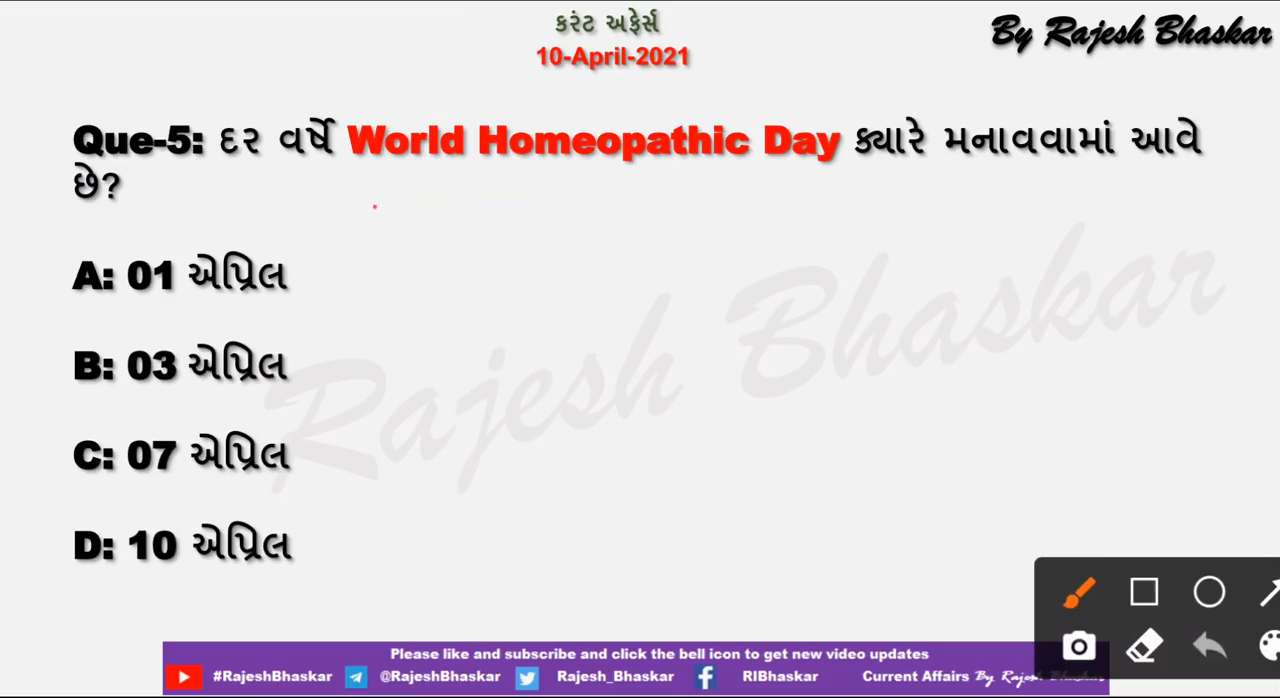 કરંટ અફેર્સ
10-April-2021
By Rajesh Bhaskar
Que-5: દર વર્ષે World Homeopathic Day ક્યારે મનાવવામાં આવે
છે?
A: 01 એપ્રિલ
B: 03 એપ્રિલ
C: 07 એપ્રિલ
D: 10 એપ્રિલ
Rajesh Bhaskar
Please like and subscribe and click the bell icon to get new video updates
#RajeshBhaskar @RajeshBhaskar Rajesh_Bhaskar RIBhaskar Current Affairs By Rajesh Bhaskar